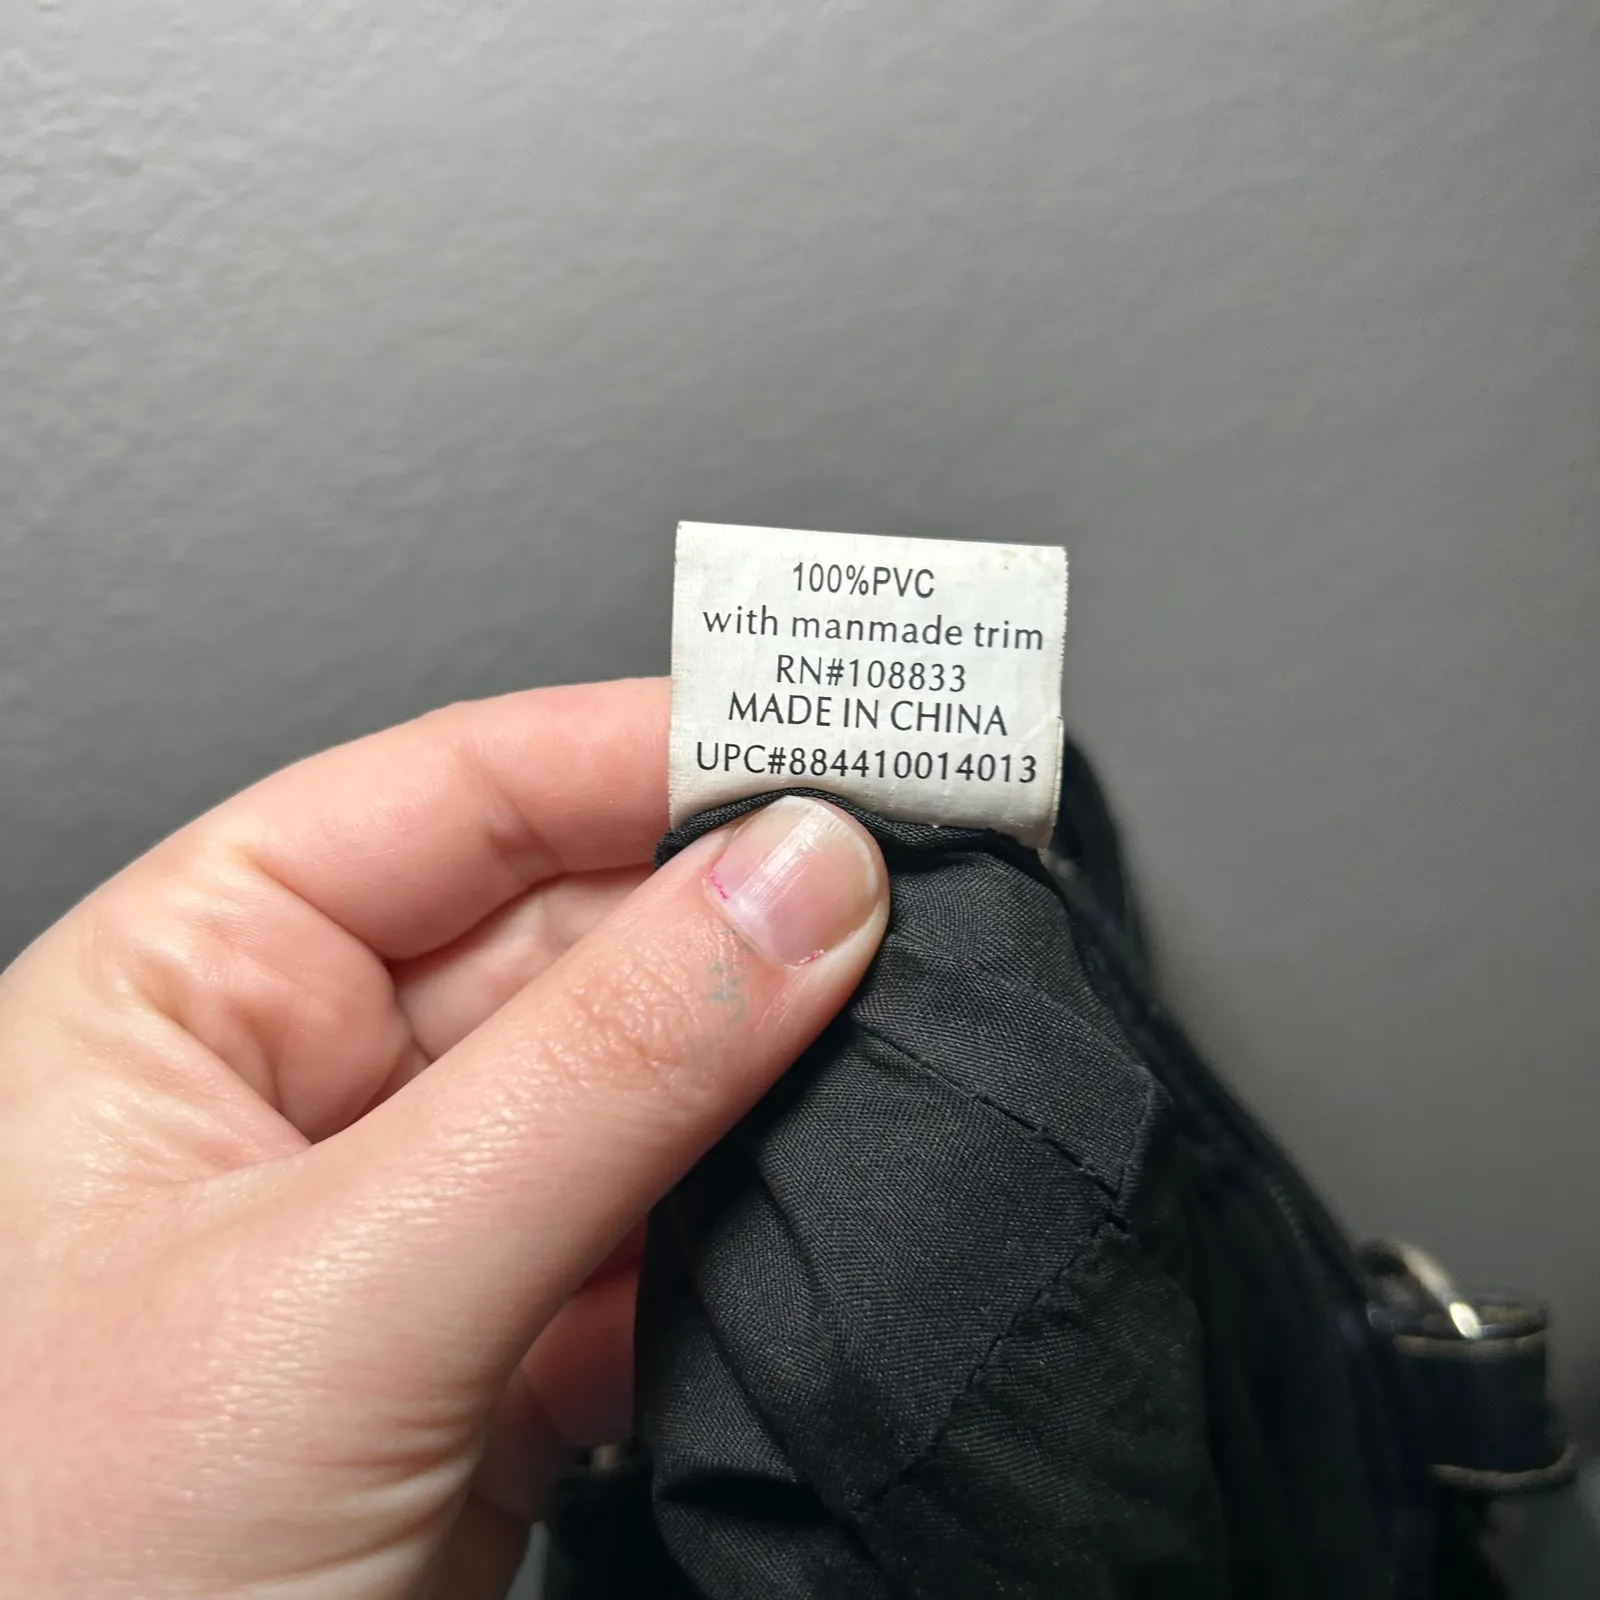 100%PVC
with manmade trim
RN#108833
MADE IN CHINA
UPC#884410014013